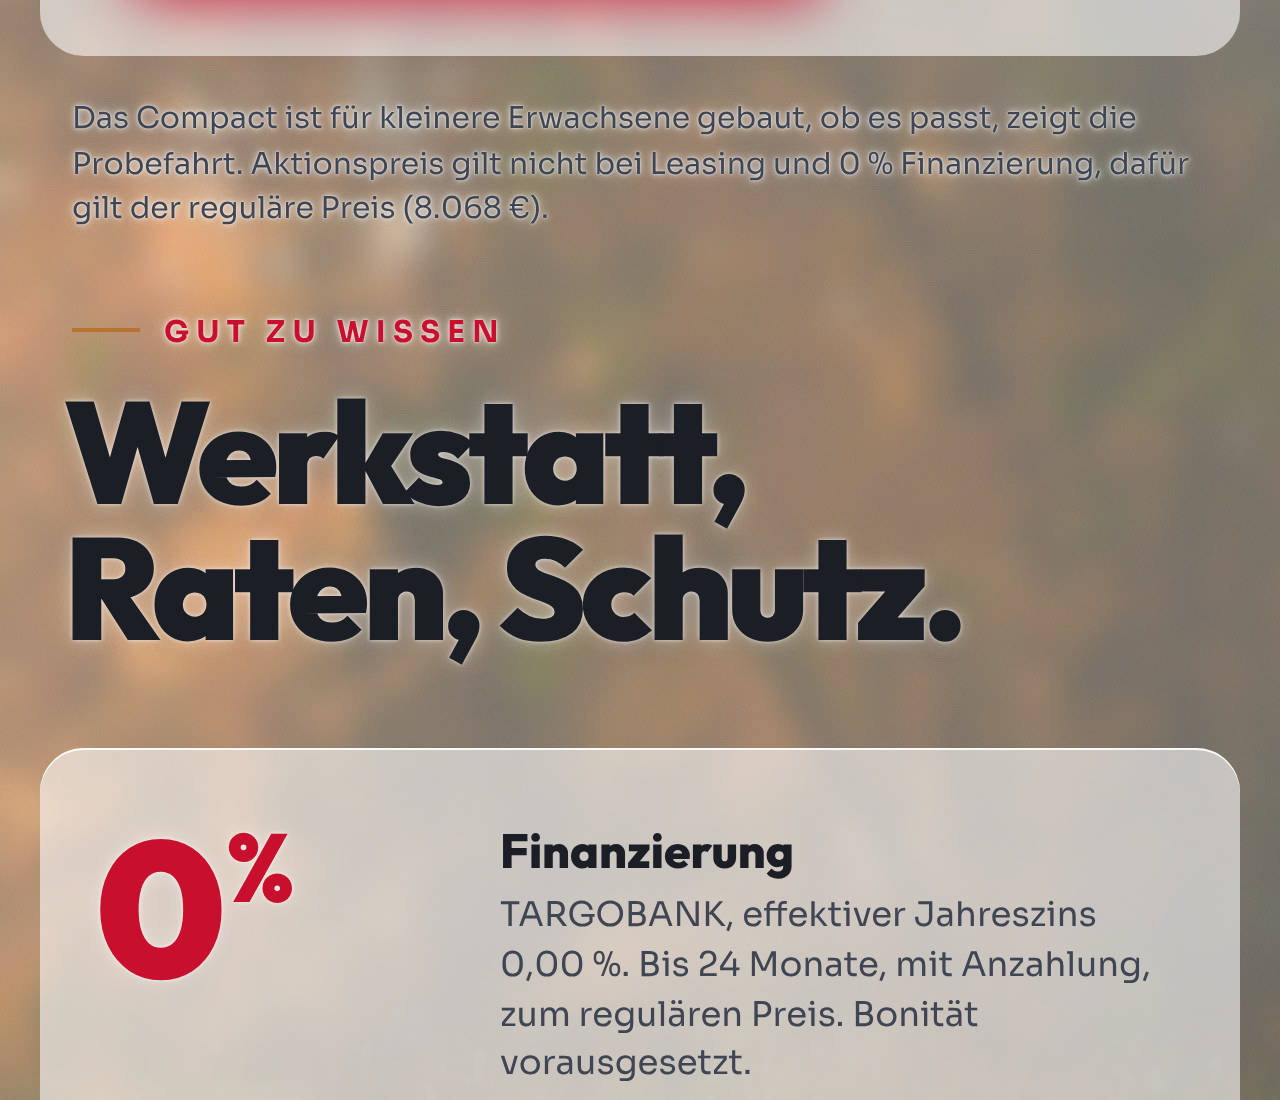 Das Compact ist für kleinere Erwachsene gebaut, ob es passt, zeigt die
Probefahrt. Aktionspreis gilt nicht bei Leasing und 0 % Finanzierung, dafür
gilt der reguläre Preis (8.068 €).
GUT ZU WISSEN
Werkstatt,
Raten, Schutz.
0%
Finanzierung
TARGOBANK, effektiver Jahreszins
0,00 %. Bis 24 Monate, mit Anzahlung,
zum regulären Preis. Bonität
vorausgesetzt.